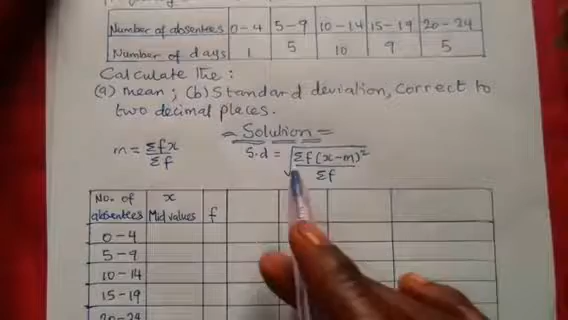 Number of absentees 0-4 5-9 10-14 15-19 20-24
Number of days 1 5 10 9 5
Calculate the:
(a) mean; (b) Standard deviation, correct to
two decimal places.
Solution
m = Σfx / Σf S.d = √Σf(x-m)² / Σf
No. of absentees x Mid values f
0-4
5-9
10-14
15-19
20-24